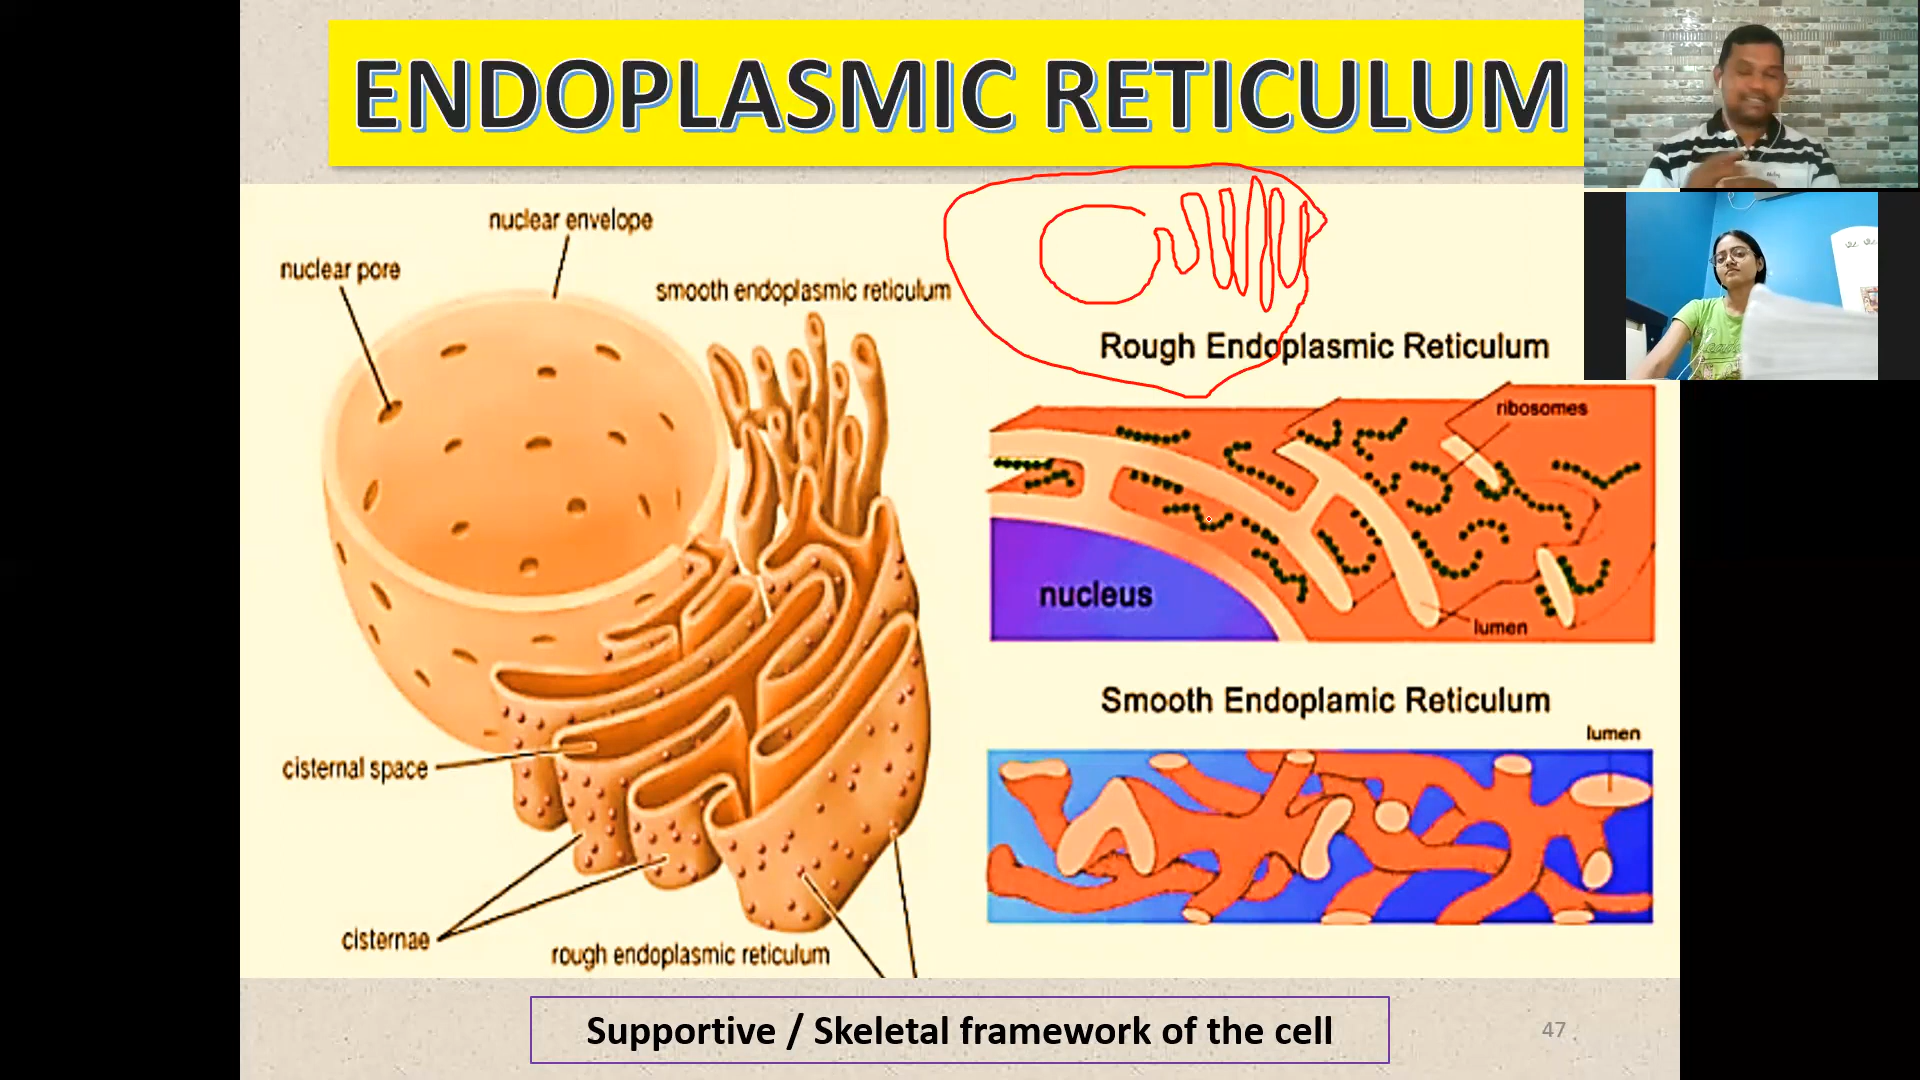 ENDOPLASMIC RETICULUM
nuclear envelope
nuclear pore
smooth endoplasmic reticulum
Rough Endoplasmic Reticulum
ribosomes
nucleus
lumen
Smooth Endoplamic Reticulum
lumen
cisternal space
cisternae
rough endoplasmic reticulum
Supportive / Skeletal framework of the cell
47